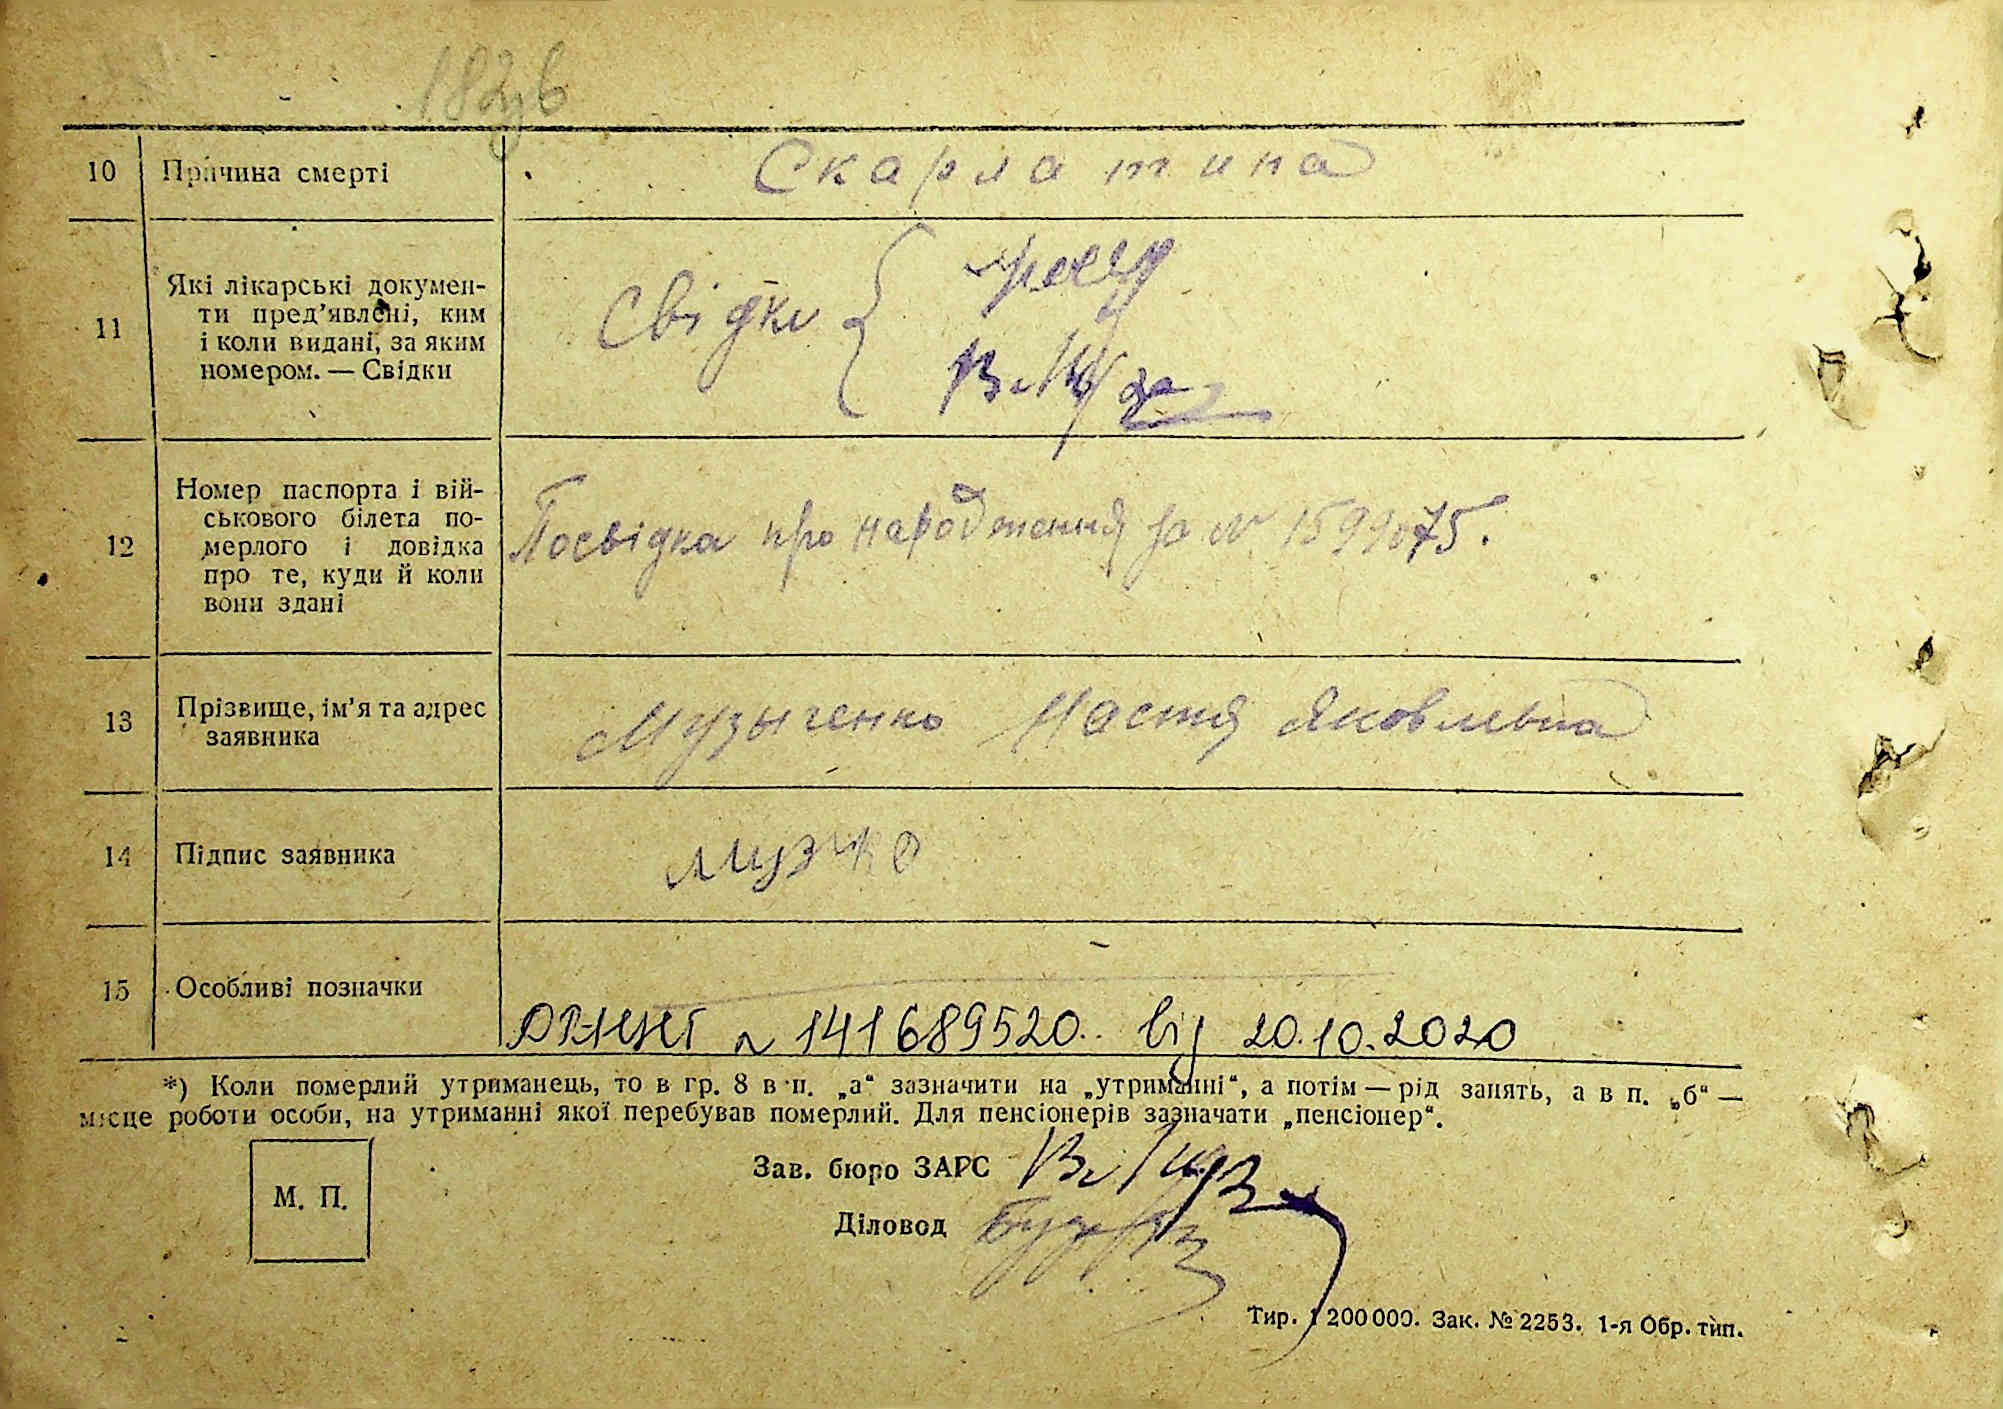 10 Причина смерті Скарлатина
11 Які лікарські докумен-
ти пред’явлені, ким
і коли видані, за яким
номером. — Свідки
Свідки
12 Номер паспорта і вій-
ськового білета по-
мерлого і довідка
про те, куди й коли
вони здані
Посвідка про народження за №
13 Прізвище, ім’я та адрес
заявника
Музыченко Настя Яковлевна
14 Підпис заявника
15 Особливі позначки
№ 141689520 від 20.10.2020
*) Коли померлий утриманець, то в гр. 8 в п. „а“ зазначити на „утриманні“, а потім — рід занять, а в п. „б“ —
місце роботи особи, на утриманні якої перебував померлий. Для пенсіонерів зазначати „пенсіонер“.
М. П.
Зав. бюро ЗАРС
Діловод
Тир. 1 200 000. Зак. № 2253. 1-я Обр. тип.